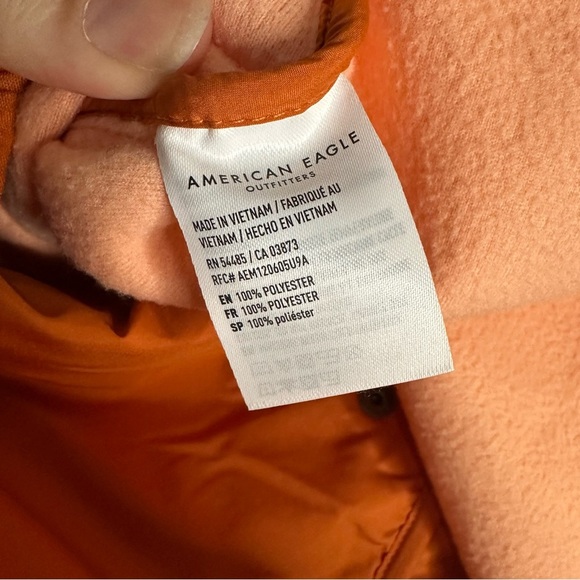 AMERICAN EAGLE
OUTFITTERS
MADE IN VIETNAM / FABRIQUÉ AU
VIETNAM / HECHO EN VIETNAM
RN 54485 / CA 03873
RFC# AEM120605U9A
EN 100% POLYESTER
FR 100% POLYESTER
SP 100% poliéster